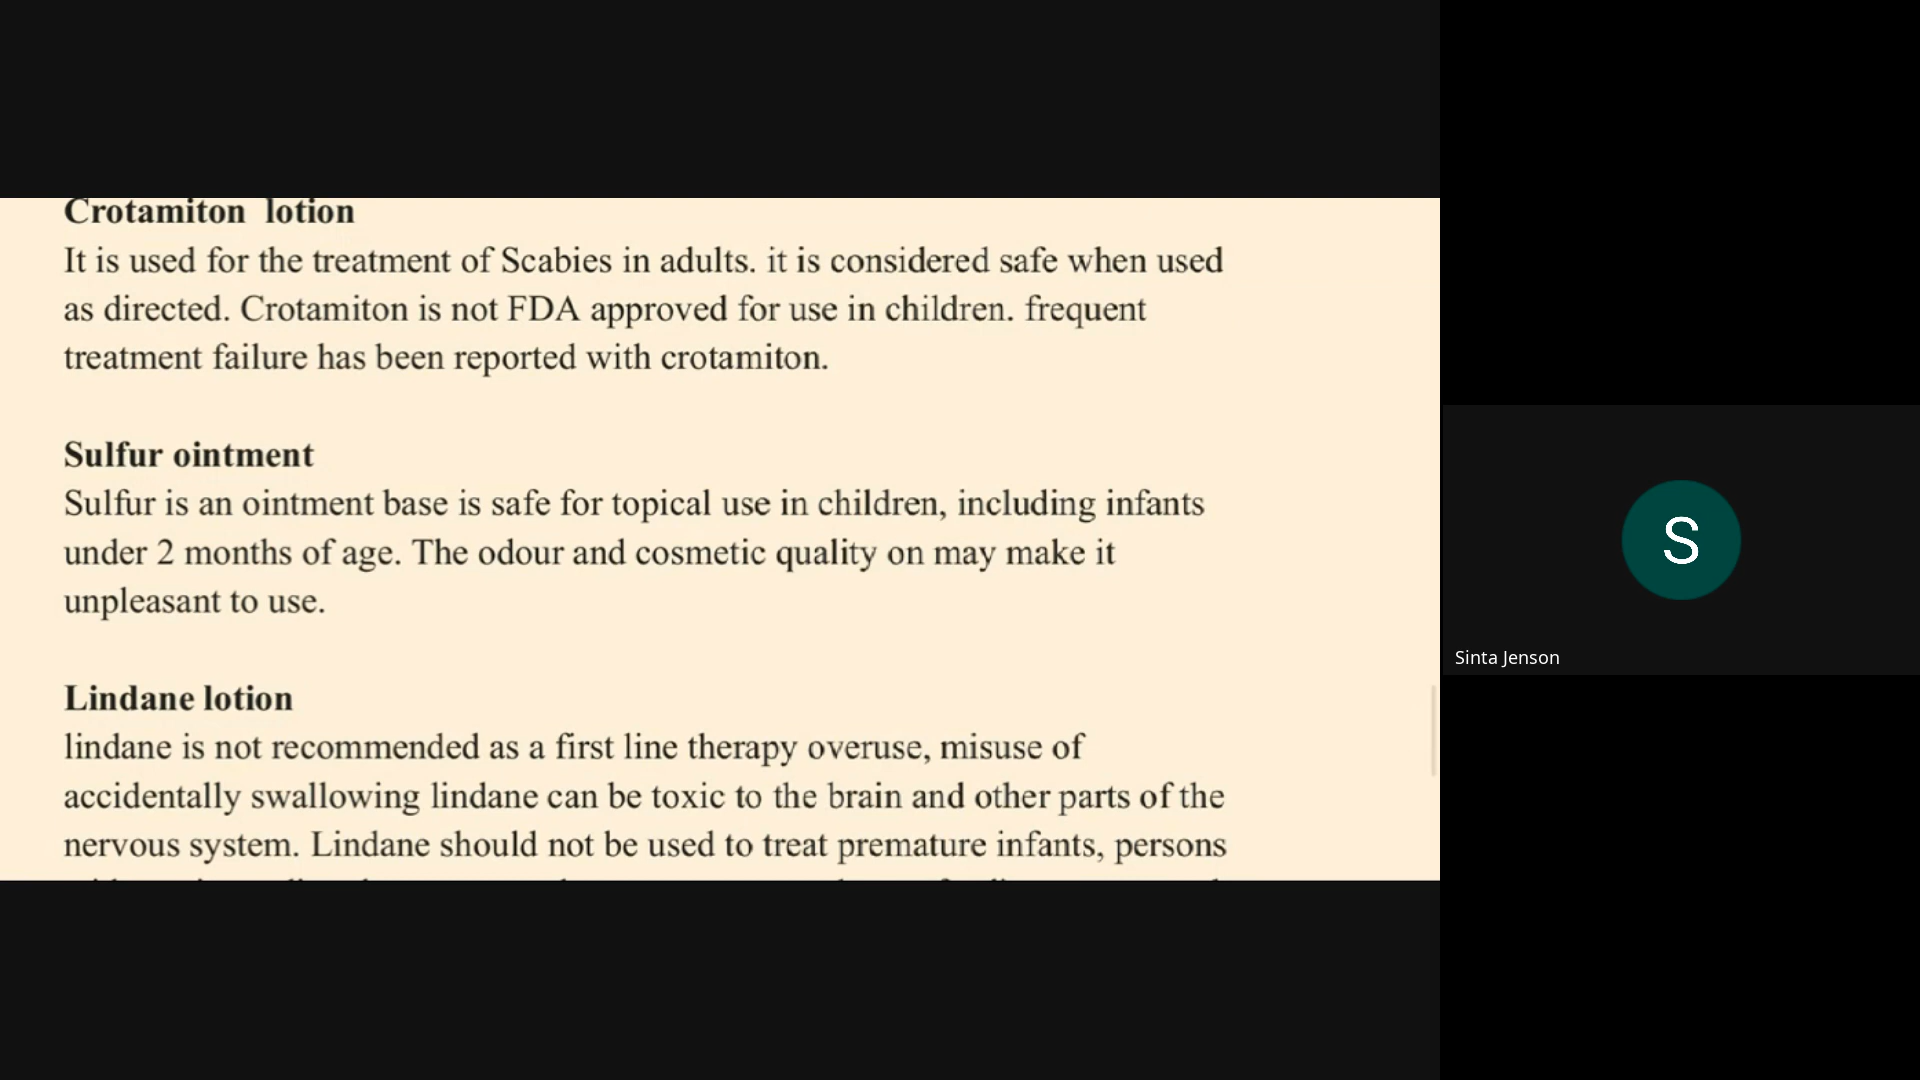 Crotamiton lotion
It is used for the treatment of Scabies in adults. it is considered safe when used
as directed. Crotamiton is not FDA approved for use in children. frequent
treatment failure has been reported with crotamiton.
Sulfur ointment
Sulfur is an ointment base is safe for topical use in children, including infants
under 2 months of age. The odour and cosmetic quality on may make it
unpleasant to use.
Lindane lotion
lindane is not recommended as a first line therapy overuse, misuse of
accidentally swallowing lindane can be toxic to the brain and other parts of the
nervous system. Lindane should not be used to treat premature infants, persons
S
Sinta Jenson